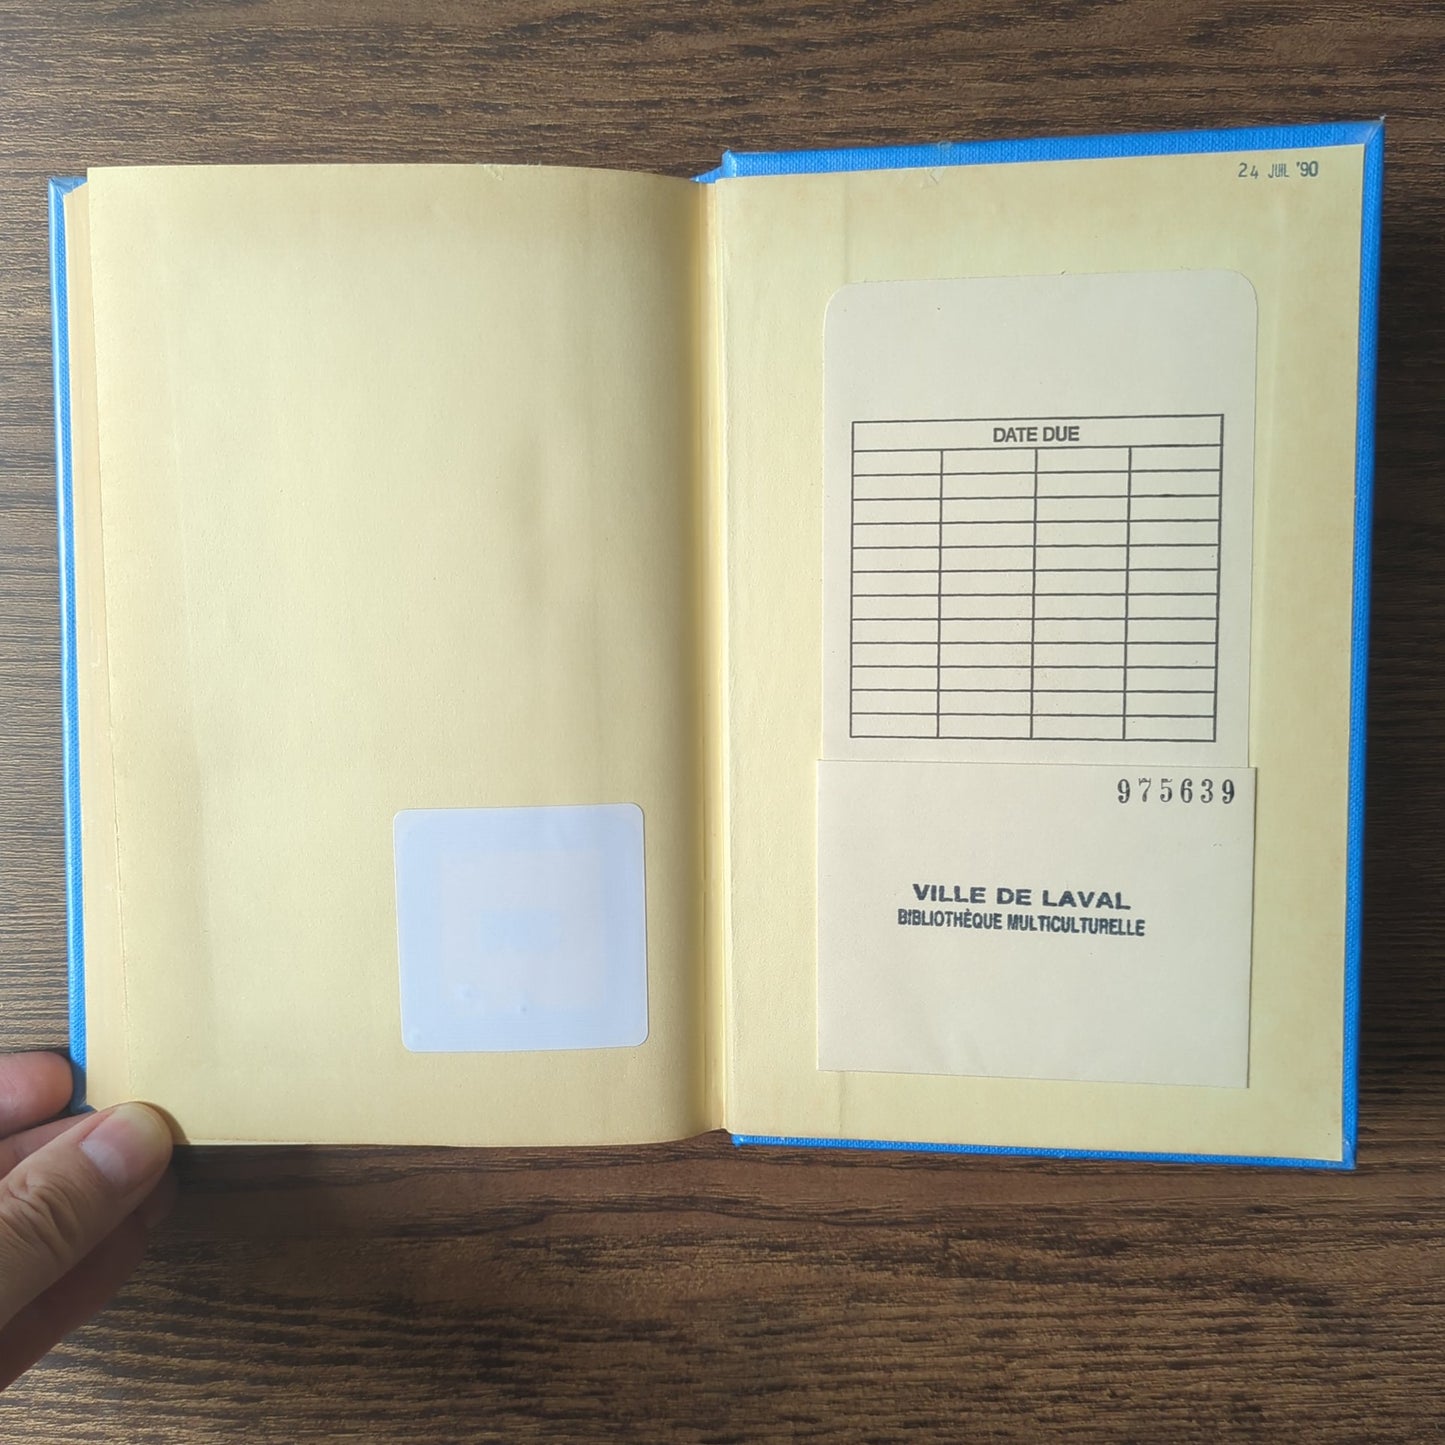 24 JUIL '90
DATE DUE
975639
VILLE DE LAVAL
BIBLIOTHÈQUE MULTICULTURELLE